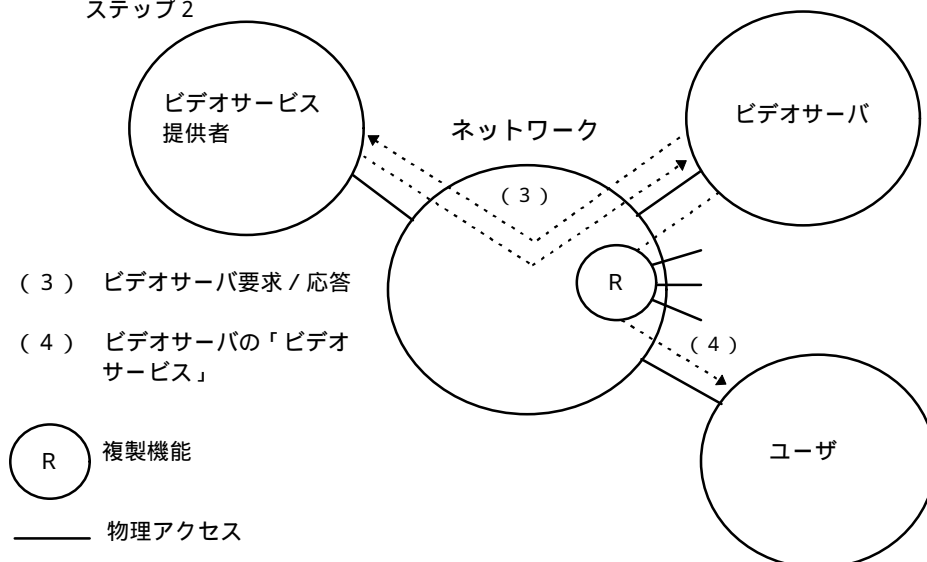 ステップ2
ビデオサービス
提供者
ネットワーク
ビデオサーバ
(3)
R
(3) ビデオサーバ要求/応答
(4) ビデオサーバの「ビデオ
サービス」
(4)
R 複製機能
ユーザ
物理アクセス